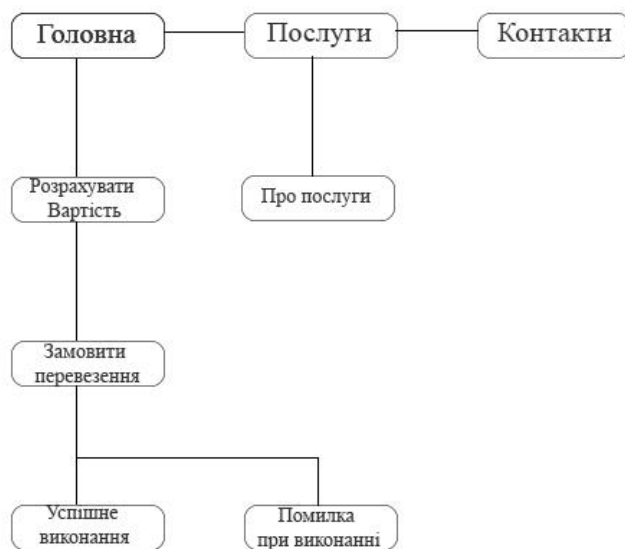 Головна
Послуги
Контакти
Розрахувати
Вартість
Про послуги
Замовити
перевезення
Успішне
виконання
Помилка
при виконанні